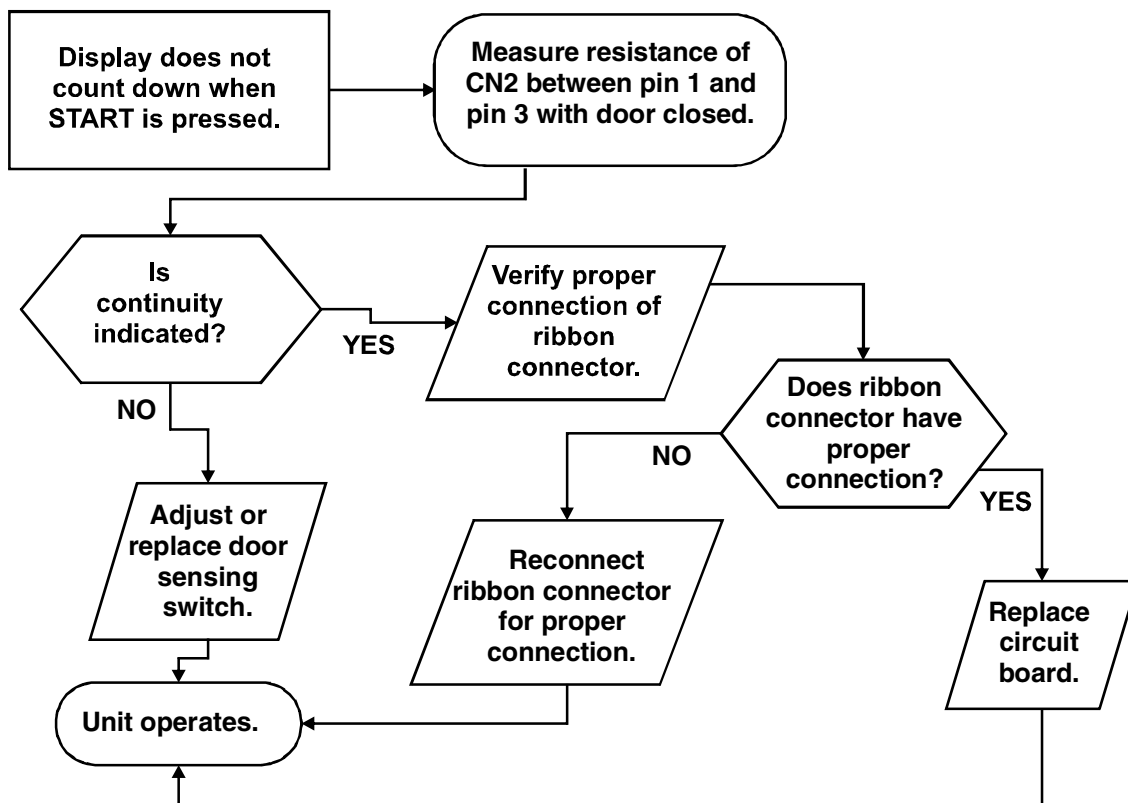 Display does not
count down when
START is pressed.
Measure resistance of
CN2 between pin 1 and
pin 3 with door closed.
Is
continuity
indicated?
YES
NO
Verify proper
connection of
ribbon
connector.
Does ribbon
connector have
proper
connection?
NO
YES
Adjust or
replace door
sensing
switch.
Reconnect
ribbon connector
for proper
connection.
Replace
circuit
board.
Unit operates.